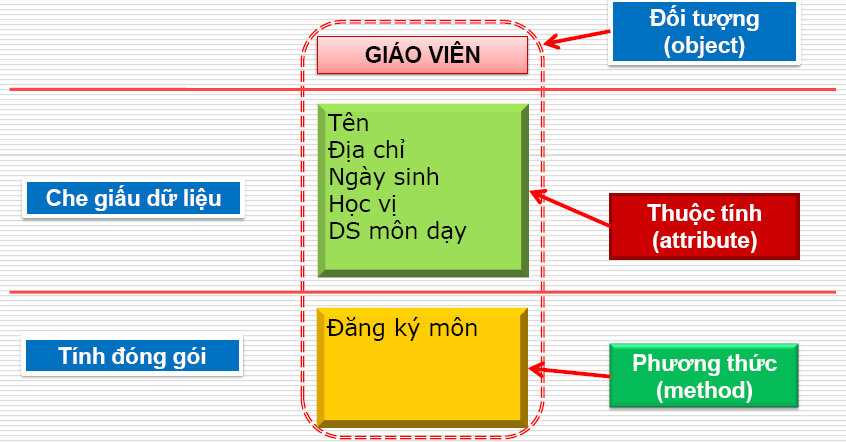 Đối tượng
(object)
GIÁO VIÊN
Tên
Địa chỉ
Ngày sinh
Học vị
DS môn dạy
Che giấu dữ liệu
Thuộc tính
(attribute)
Đăng ký môn
Tính đóng gói
Phương thức
(method)